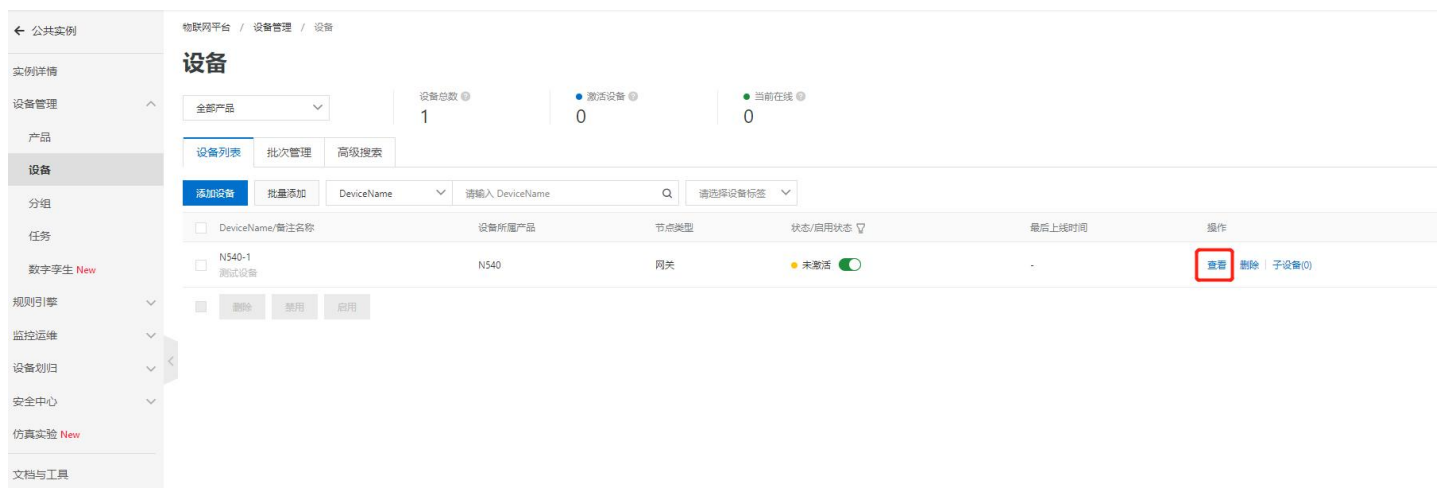 公共实例
实例详情
设备管理
产品
设备
分组
任务
数字孪生 New
规则引擎
监控运维
设备划归
安全中心
仿真实验 New
文档与工具
物联网平台 / 设备管理 / 设备
设备
全部产品
设备总数
1
激活设备
0
当前在线
0
设备列表 批次管理 高级搜索
添加设备 批量添加 DeviceName 请输入 DeviceName 请选择设备标签
DeviceName/备注名称 设备所属产品 节点类型 状态/启用状态 最后上线时间 操作
N540-1 N540 网关 未激活 - 查看 删除 子设备(0)
测试设备
删除 禁用 启用